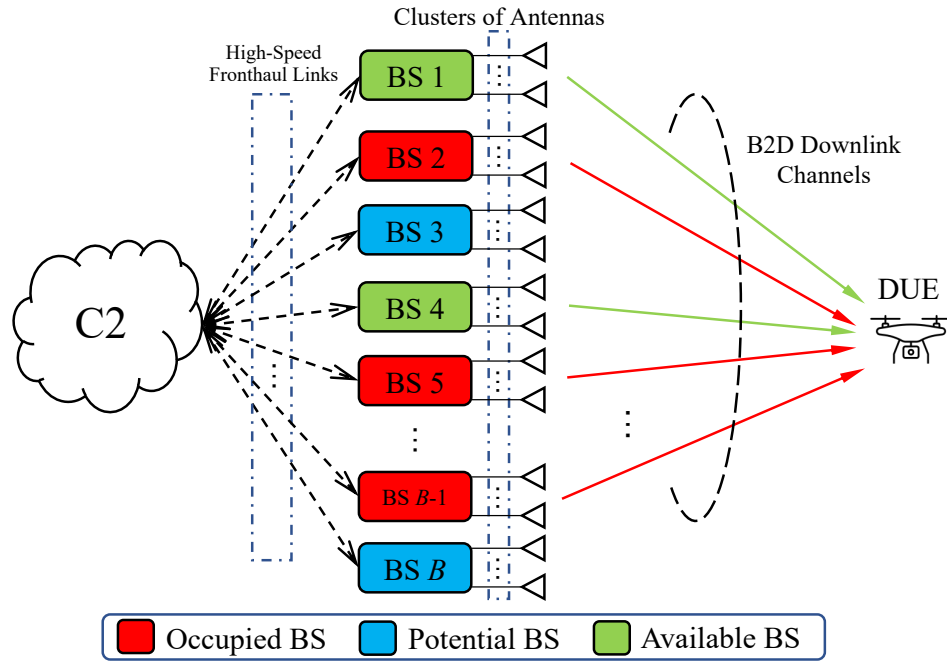 Clusters of Antennas
High-Speed
Fronthaul Links
BS 1
BS 2
BS 3
BS 4
BS 5
BS B-1
BS B
C2
B2D Downlink
Channels
DUE
Occupied BS
Potential BS
Available BS